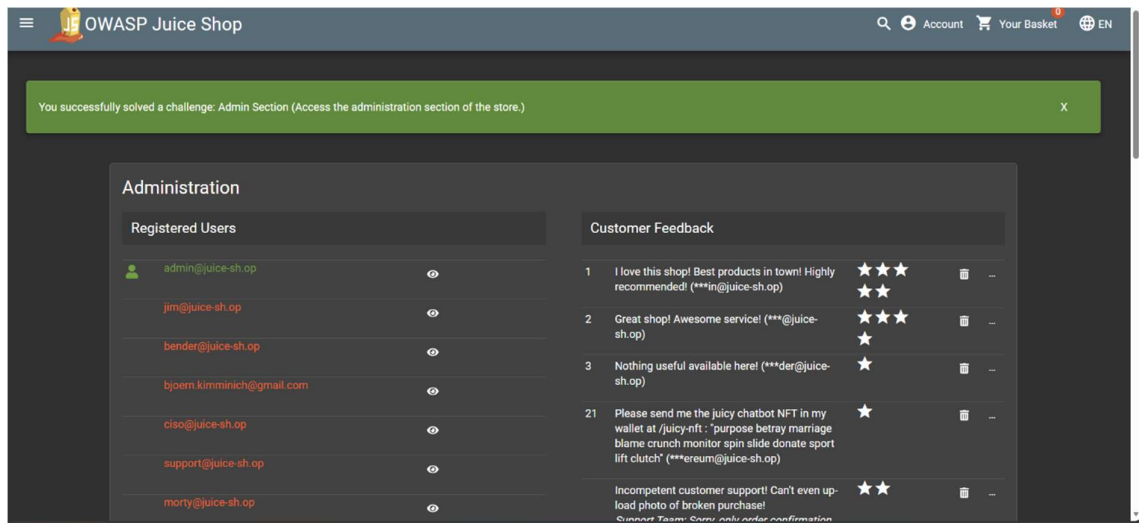 OWASP Juice Shop
Account
0
Your Basket
EN
You successfully solved a challenge: Admin Section (Access the administration section of the store.)
X
Administration
Registered Users
admin@juice-sh.op
jim@juice-sh.op
bender@juice-sh.op
bjoern.kimminich@gmail.com
ciso@juice-sh.op
support@juice-sh.op
morty@juice-sh.op
Customer Feedback
1
I love this shop! Best products in town! Highly
recommended! (***in@juice-sh.op)
...
2
Great shop! Awesome service! (***@juice-
sh.op)
...
3
Nothing useful available here! (***der@juice-
sh.op)
...
21
Please send me the juicy chatbot NFT in my
wallet at /juicy-nft : "purpose betray marriage
blame crunch monitor spin slide donate sport
lift clutch" (***ereum@juice-sh.op)
...
Incompetent customer support! Can't even up-
load photo of broken purchase!
Support Team: Sorry, only order confirmation
...